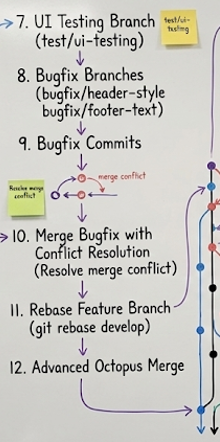 7. UI Testing Branch
(test/ui-testing)
test/ui-
testing
8. Bugfix Branches
(bugfix/header-style
bugfix/footer-text)
9. Bugfix Commits
Resolve merge
conflict
merge conflict
10. Merge Bugfix with
Conflict Resolution
(Resolve merge conflict)
11. Rebase Feature Branch
(git rebase develop)
12. Advanced Octopus Merge